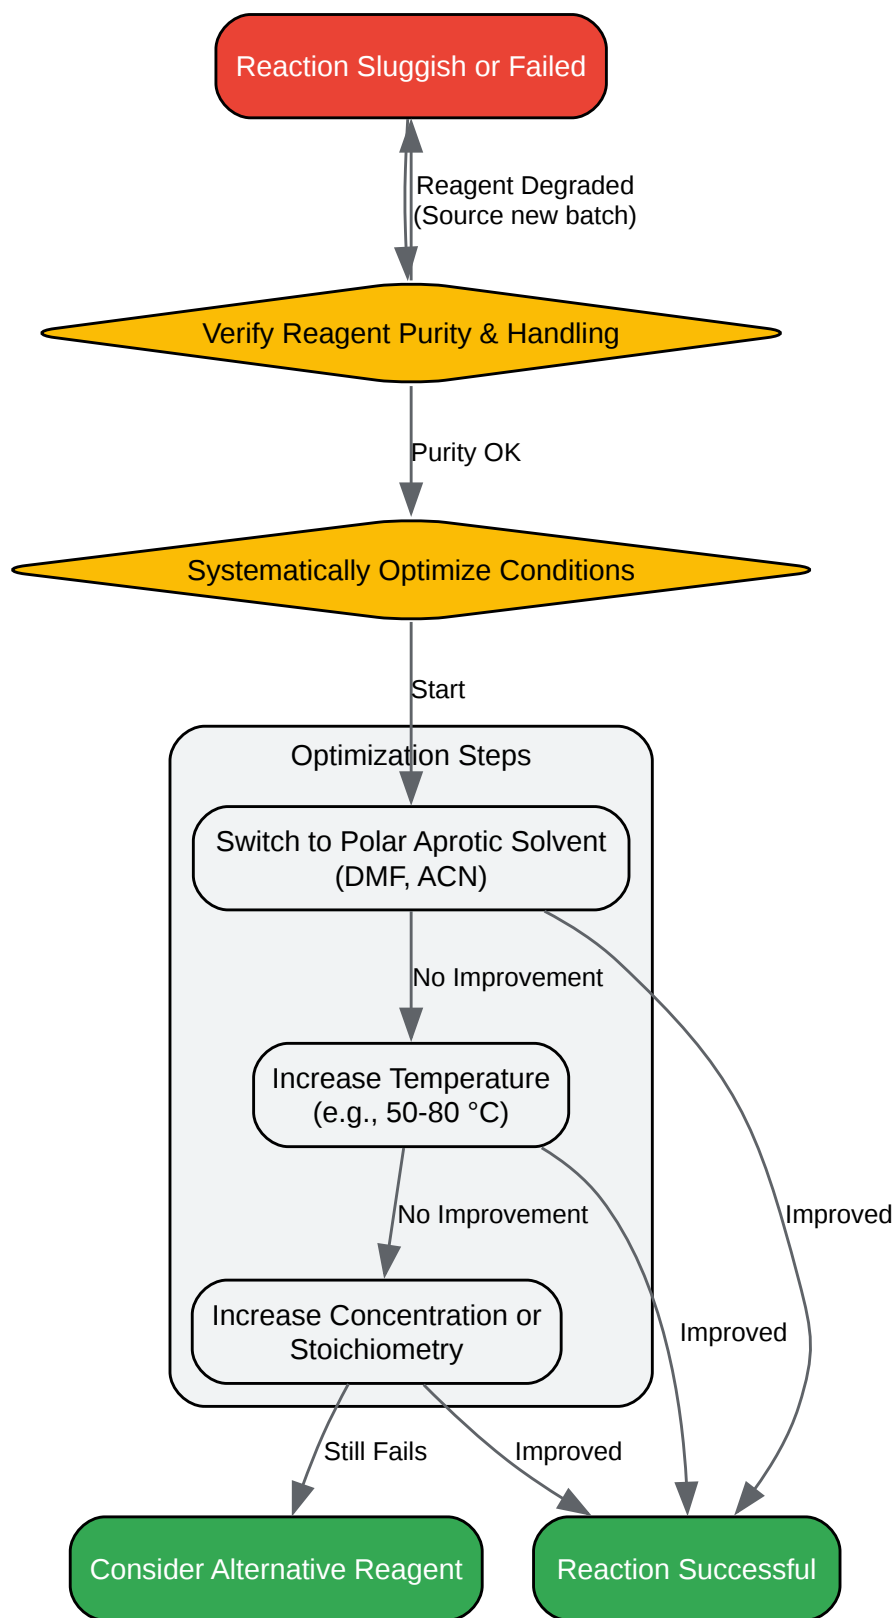 Reaction Sluggish or Failed
Reagent Degraded
(Source new batch)
Verify Reagent Purity & Handling
Purity OK
Systematically Optimize Conditions
Start
Optimization Steps
Switch to Polar Aprotic Solvent
(DMF, ACN)
No Improvement
Increase Temperature
(e.g., 50-80 °C)
No Improvement
Improved
Increase Concentration or
Stoichiometry
Improved
Still Fails
Improved
Consider Alternative Reagent
Reaction Successful